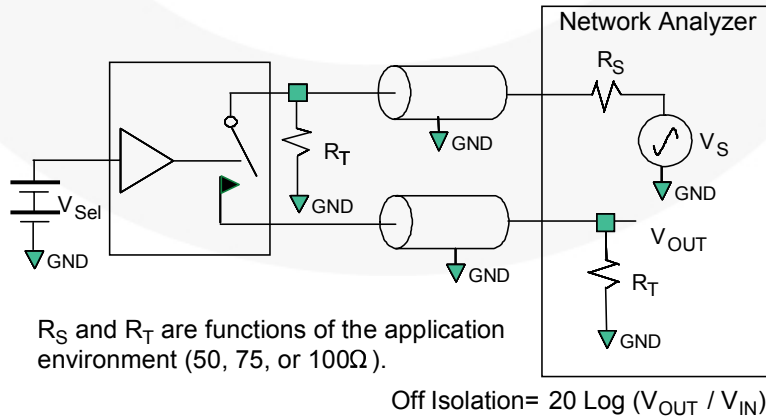 Network Analyzer
R_S
GND
V_S
R_T
GND
V_Sel
GND
GND
V_OUT
GND
R_T
GND
R_S and R_T are functions of the application
environment (50, 75, or 100Ω ).
Off Isolation= 20 Log (V_OUT / V_IN)